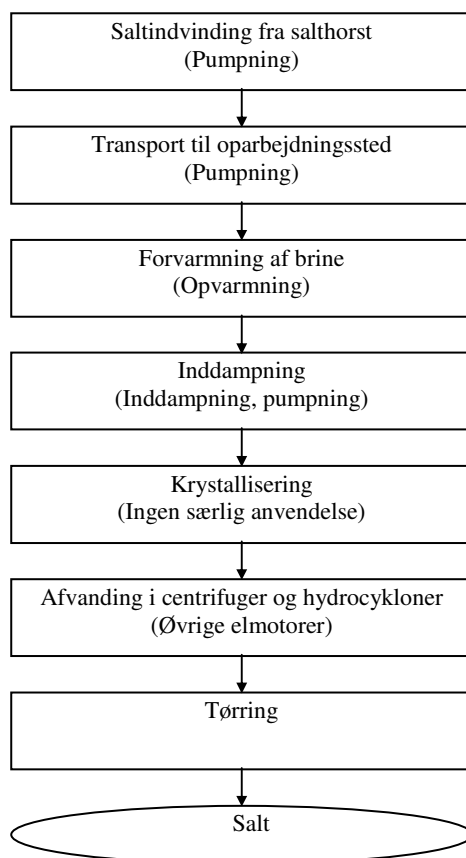 Saltindvinding fra salthorst
(Pumpning)
Transport til oparbejdningssted
(Pumpning)
Forvarmning af brine
(Opvarmning)
Inddampning
(Inddampning, pumpning)
Krystallisering
(Ingen særlig anvendelse)
Afvanding i centrifuger og hydrocykloner
(Øvrige elmotorer)
Tørring
Salt